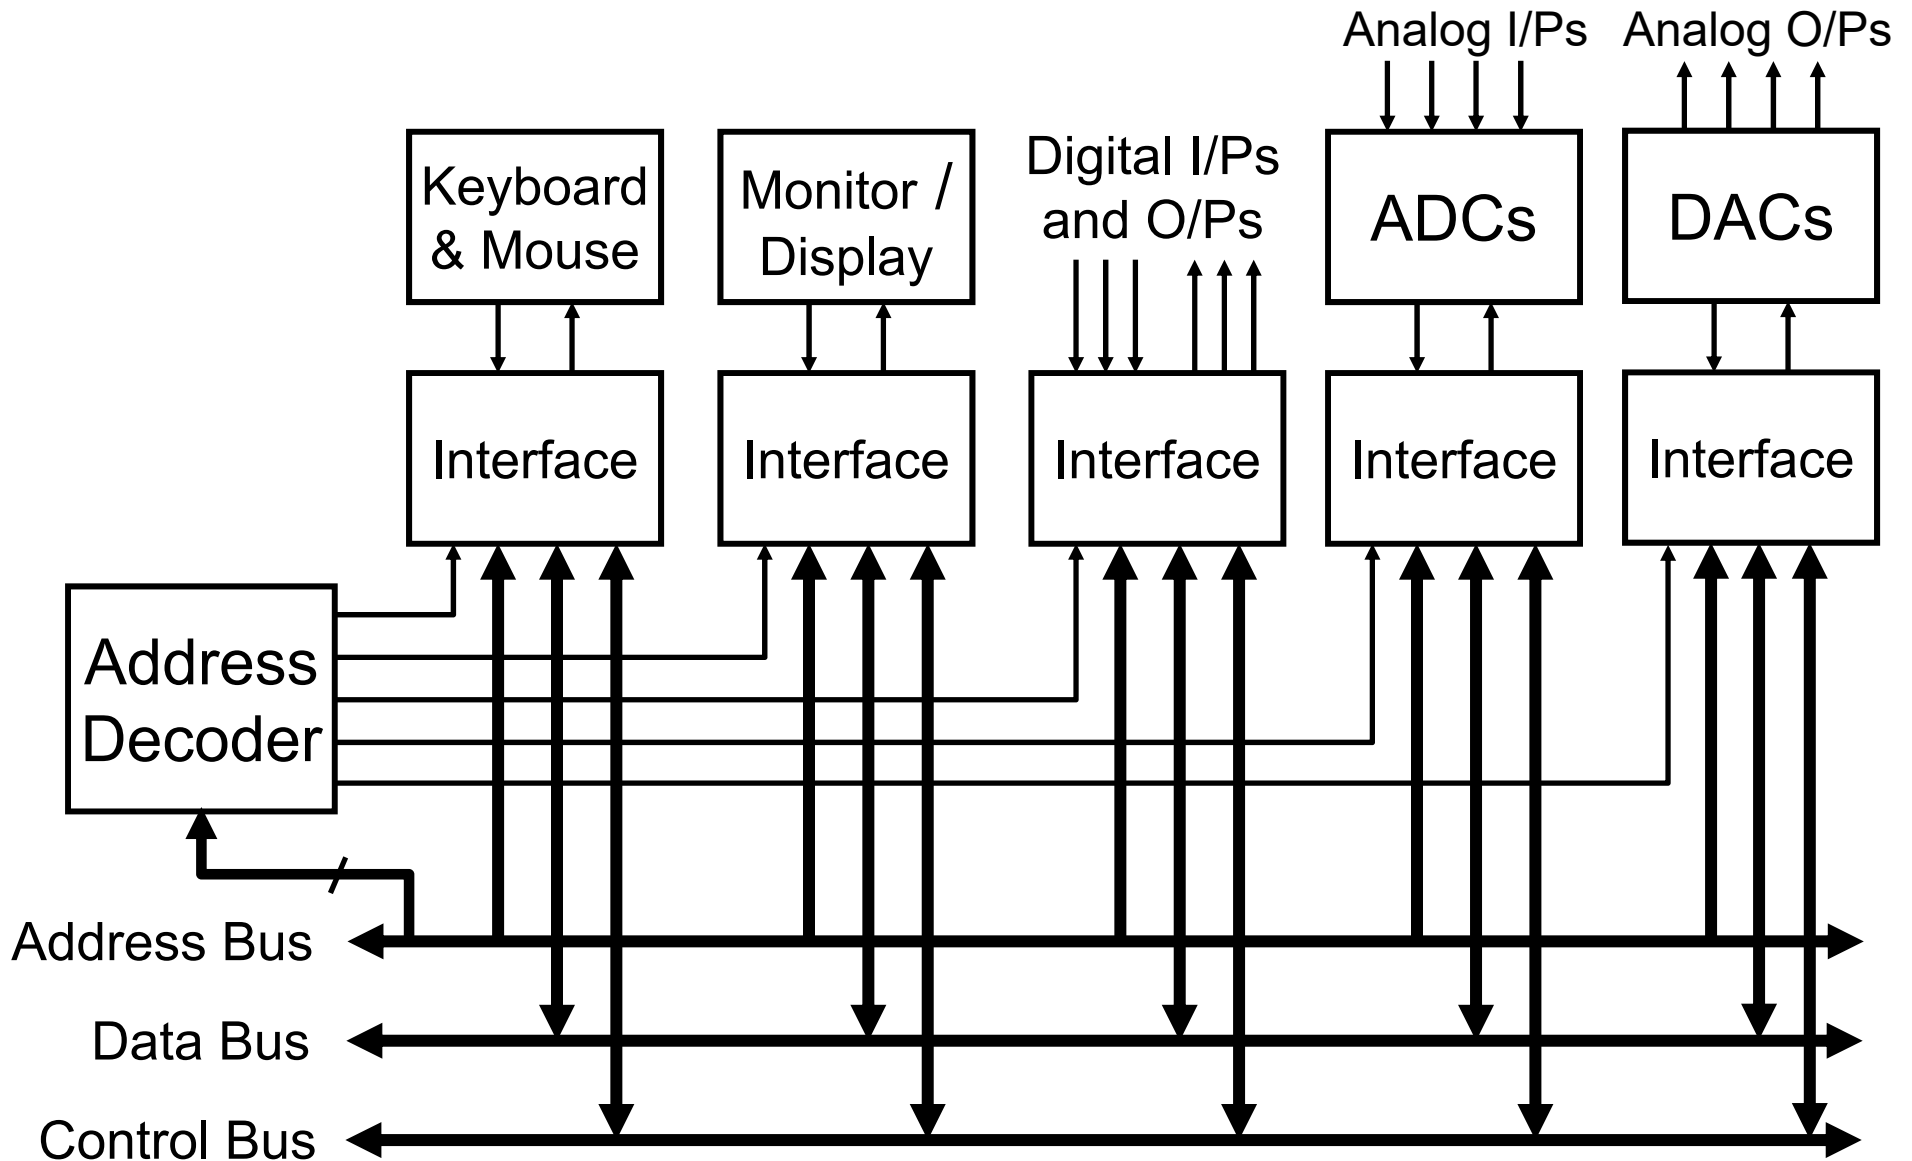 Analog I/Ps
Analog O/Ps
Keyboard
& Mouse
Monitor /
Display
Digital I/Ps
and O/Ps
ADCs
DACs
Interface
Interface
Interface
Interface
Interface
Address
Decoder
Address Bus
Data Bus
Control Bus